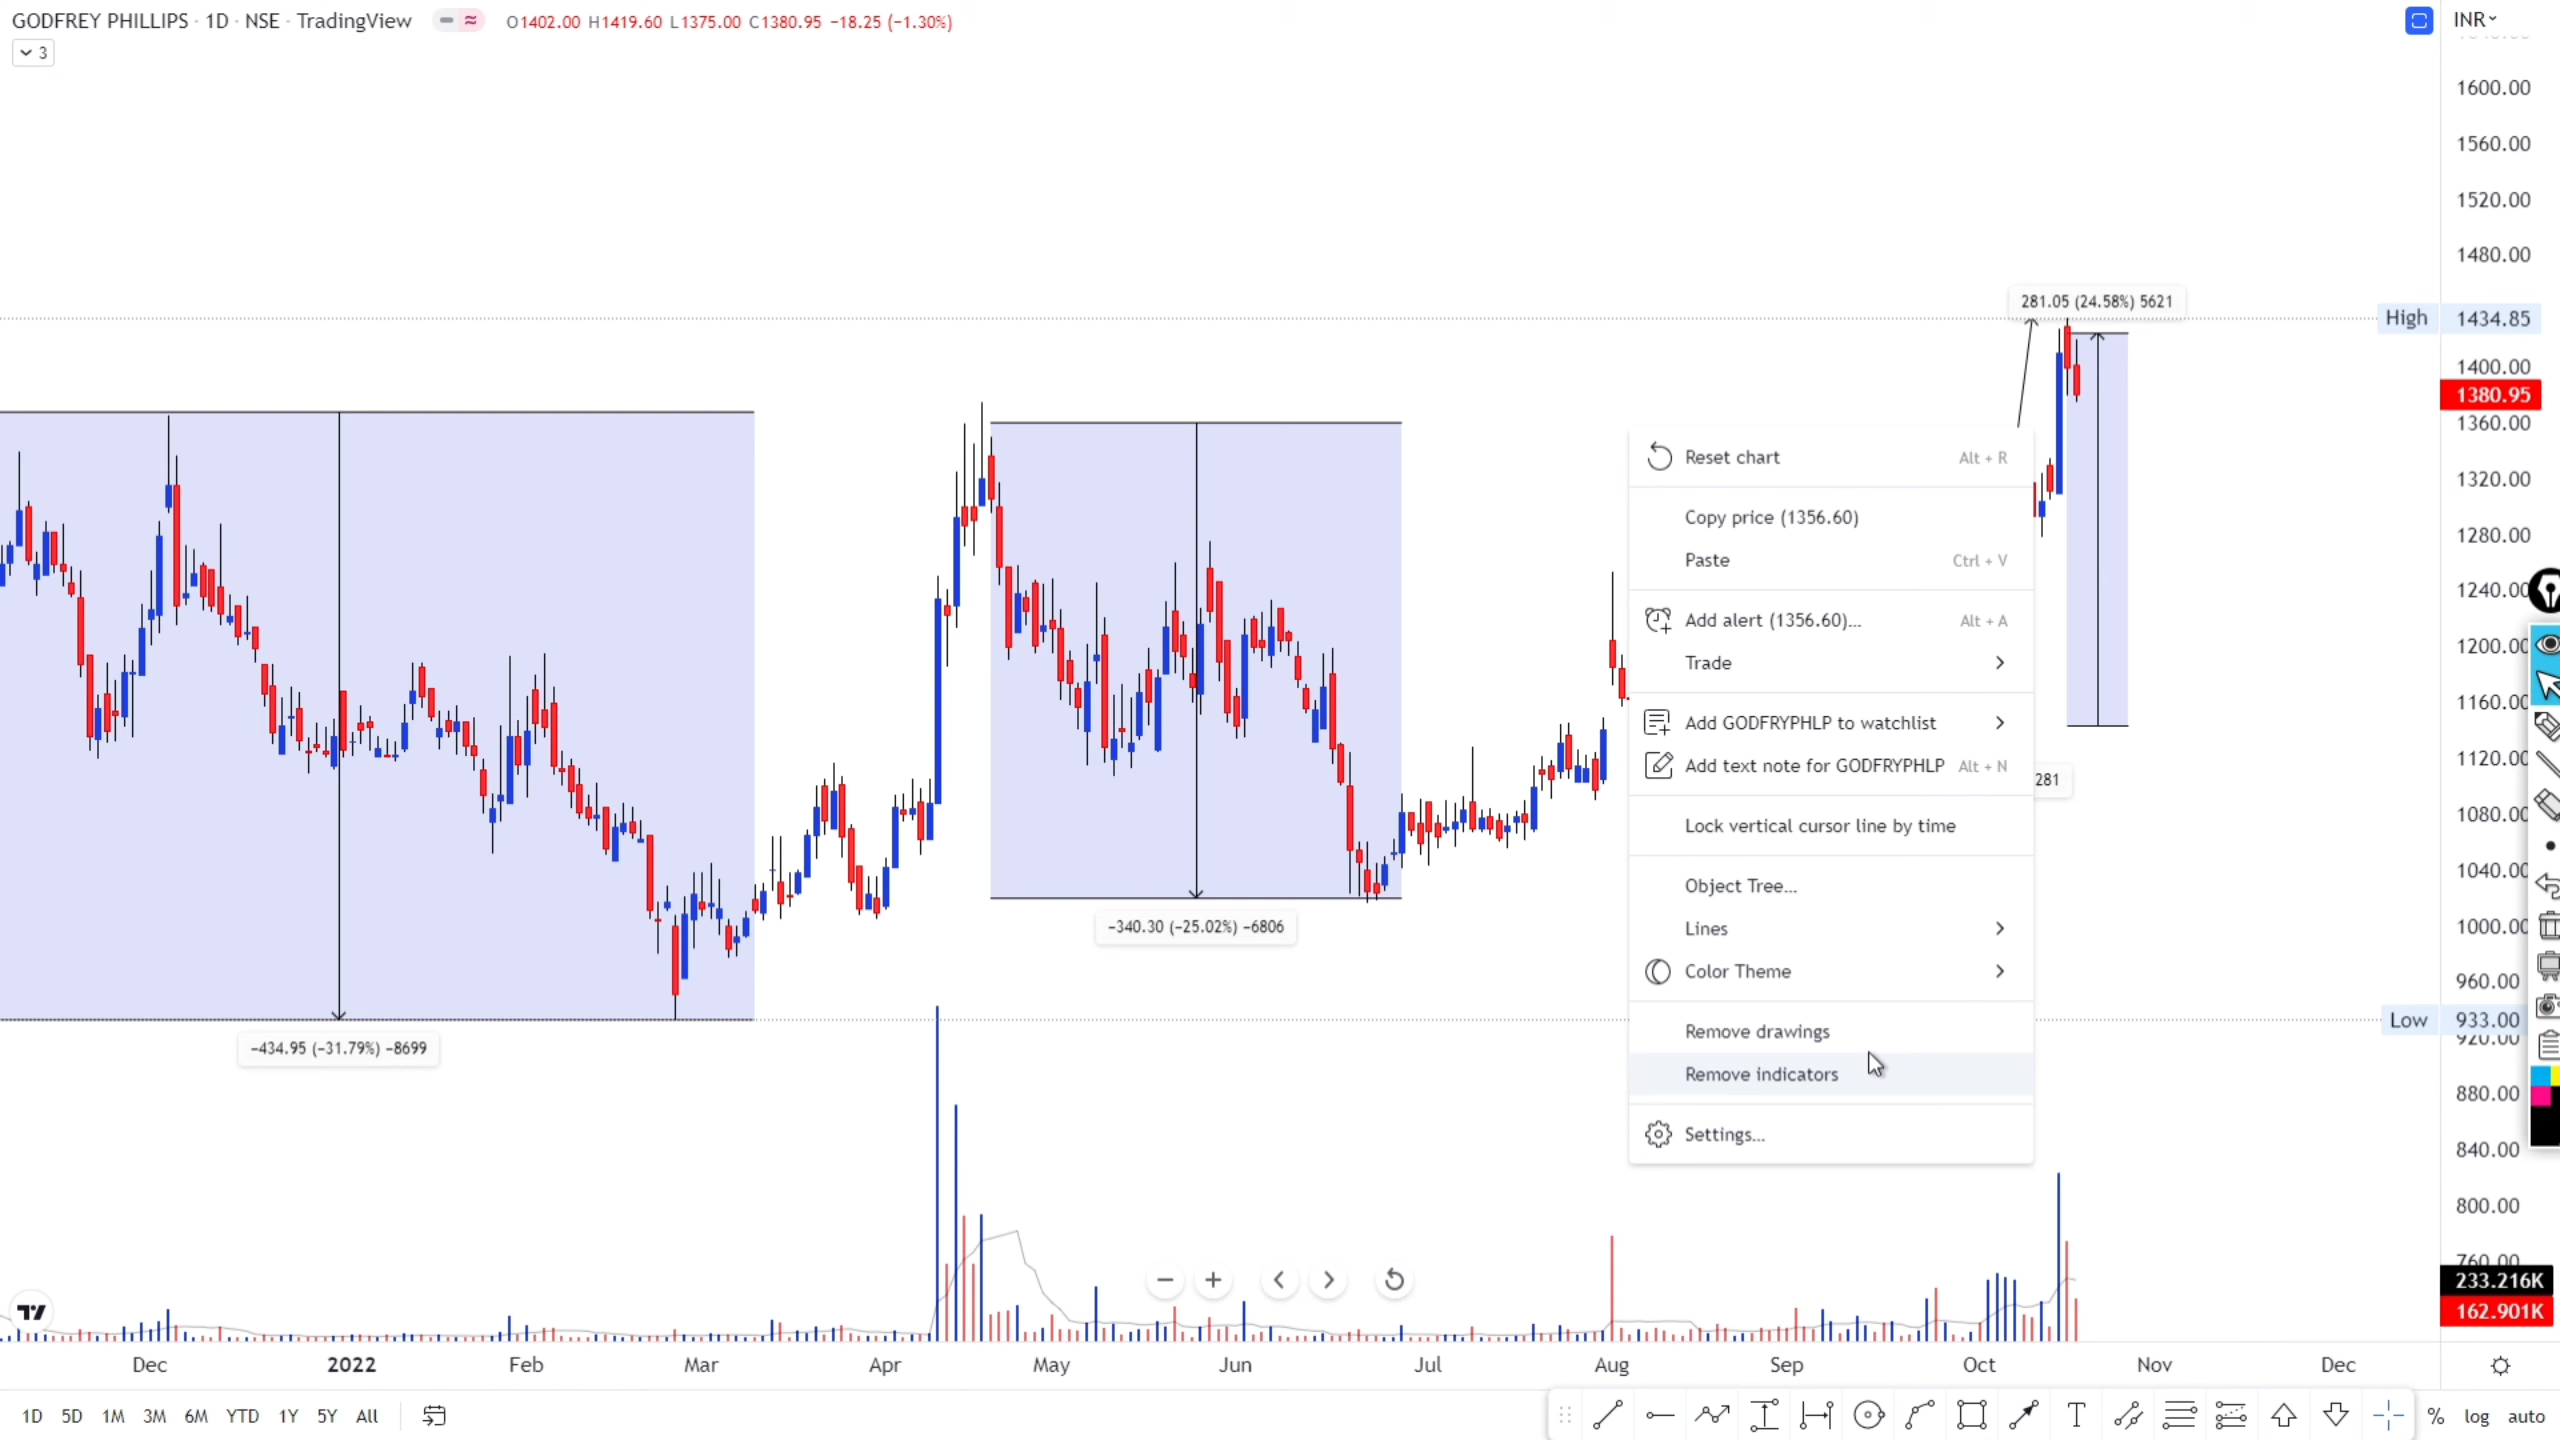 GODFREY PHILLIPS · 1D · NSE · TradingView
O1402.00 H1419.60 L1375.00 C1380.95 −18.25 (−1.30%)
3
INR
1600.00
1560.00
1520.00
1480.00
281.05 (24.58%) 5621
High 1434.85
1400.00
1380.95
1360.00
1320.00
1280.00
1240.00
1200.00
1160.00
1120.00
1080.00
1040.00
1000.00
960.00
Low 933.00
920.00
880.00
840.00
800.00
760.00
233.216K
162.901K
Reset chart Alt + R
Copy price (1356.60)
Paste Ctrl + V
Add alert (1356.60)... Alt + A
Trade
Add GODFRYPHLP to watchlist
Add text note for GODFRYPHLP Alt + N
281
Lock vertical cursor line by time
Object Tree...
Lines
Color Theme
Remove drawings
Remove indicators
Settings...
−340.30 (−25.02%) −6806
−434.95 (−31.79%) −8699
Dec 2022 Feb Mar Apr May Jun Jul Aug Sep Oct Nov Dec
1D 5D 1M 3M 6M YTD 1Y 5Y All
% log auto